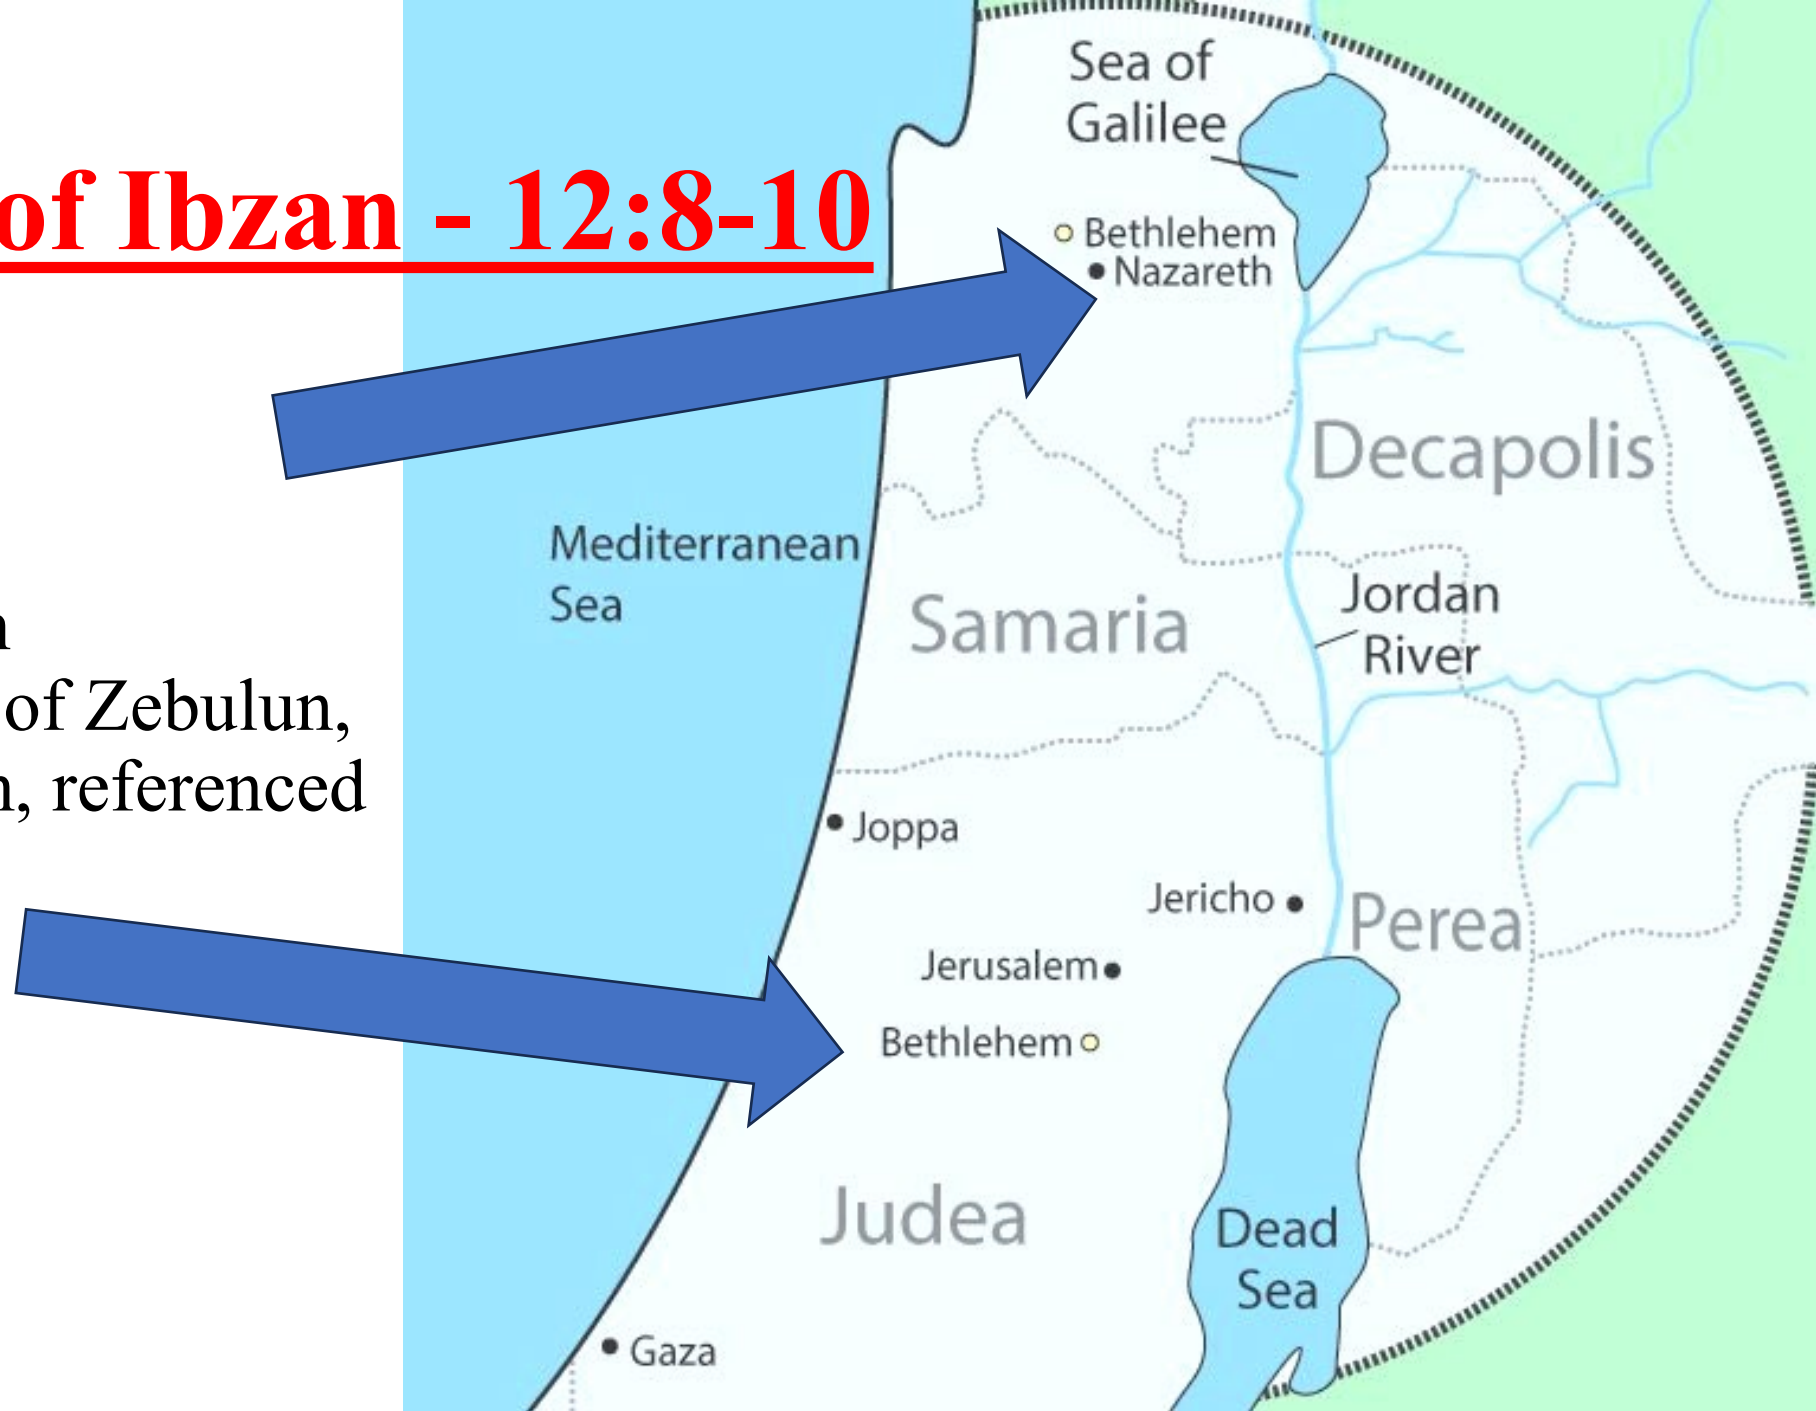 Sea of
Galilee
of Ibzan - 12:8-10
Bethlehem
Nazareth
Decapolis
Mediterranean
Sea
Jordan
River
Samaria
of Zebulun,
, referenced
Joppa
Jericho
Perea
Jerusalem
Bethlehem
Judea
Dead
Sea
Gaza